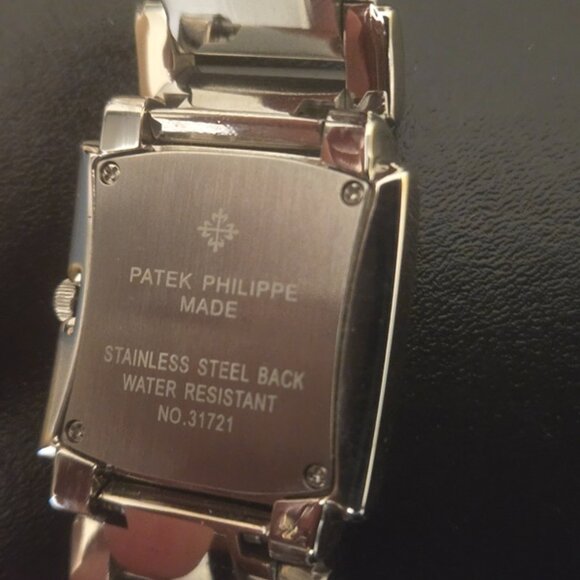 PATEK PHILIPPE
MADE
STAINLESS STEEL BACK
WATER RESISTANT
NO.31721